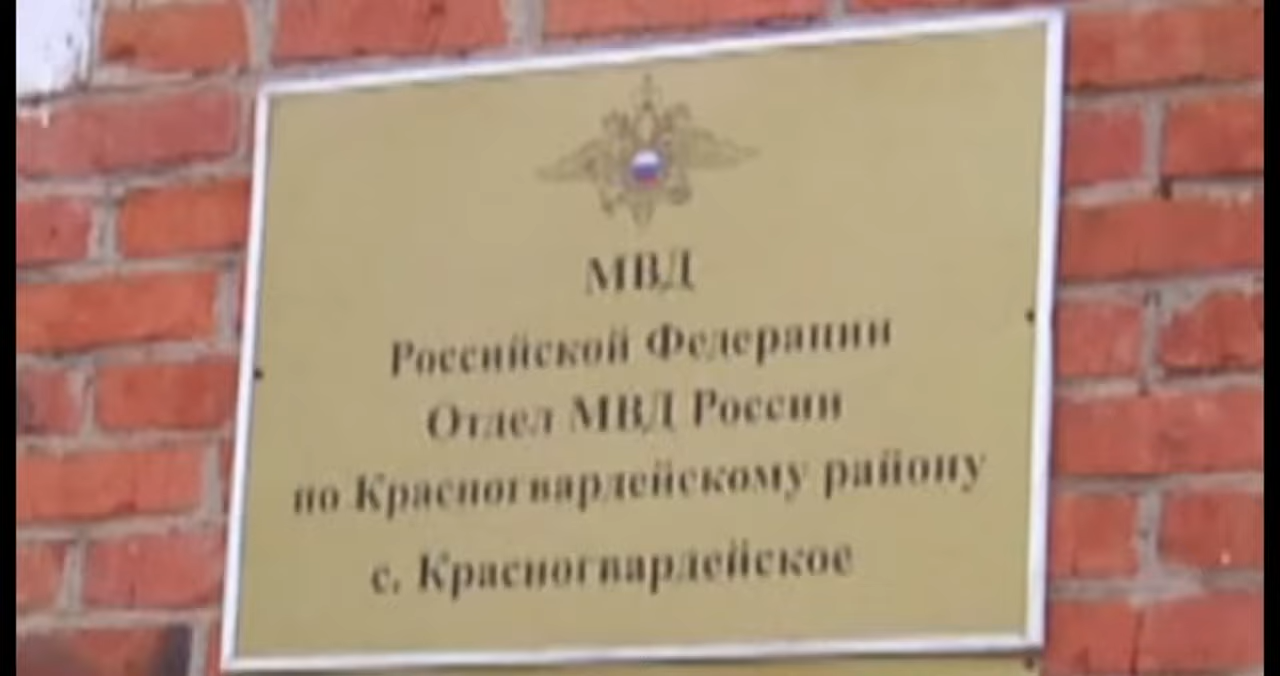 МВД
Российской Федерации
Отдел МВД России
по Красногвардейскому району
с. Красногвардейское